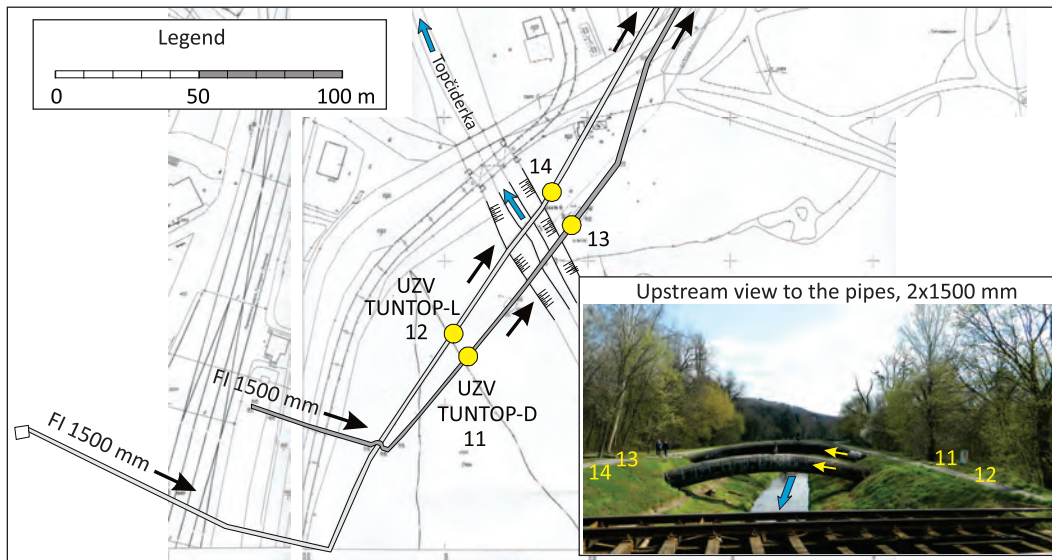 Legend
0 50 100 m
Topčiderka
14
13
UZV
TUNTOP-L
12
UZV
TUNTOP-D
11
FI 1500 mm
FI 1500 mm
Upstream view to the pipes, 2x1500 mm
13
14
11
12